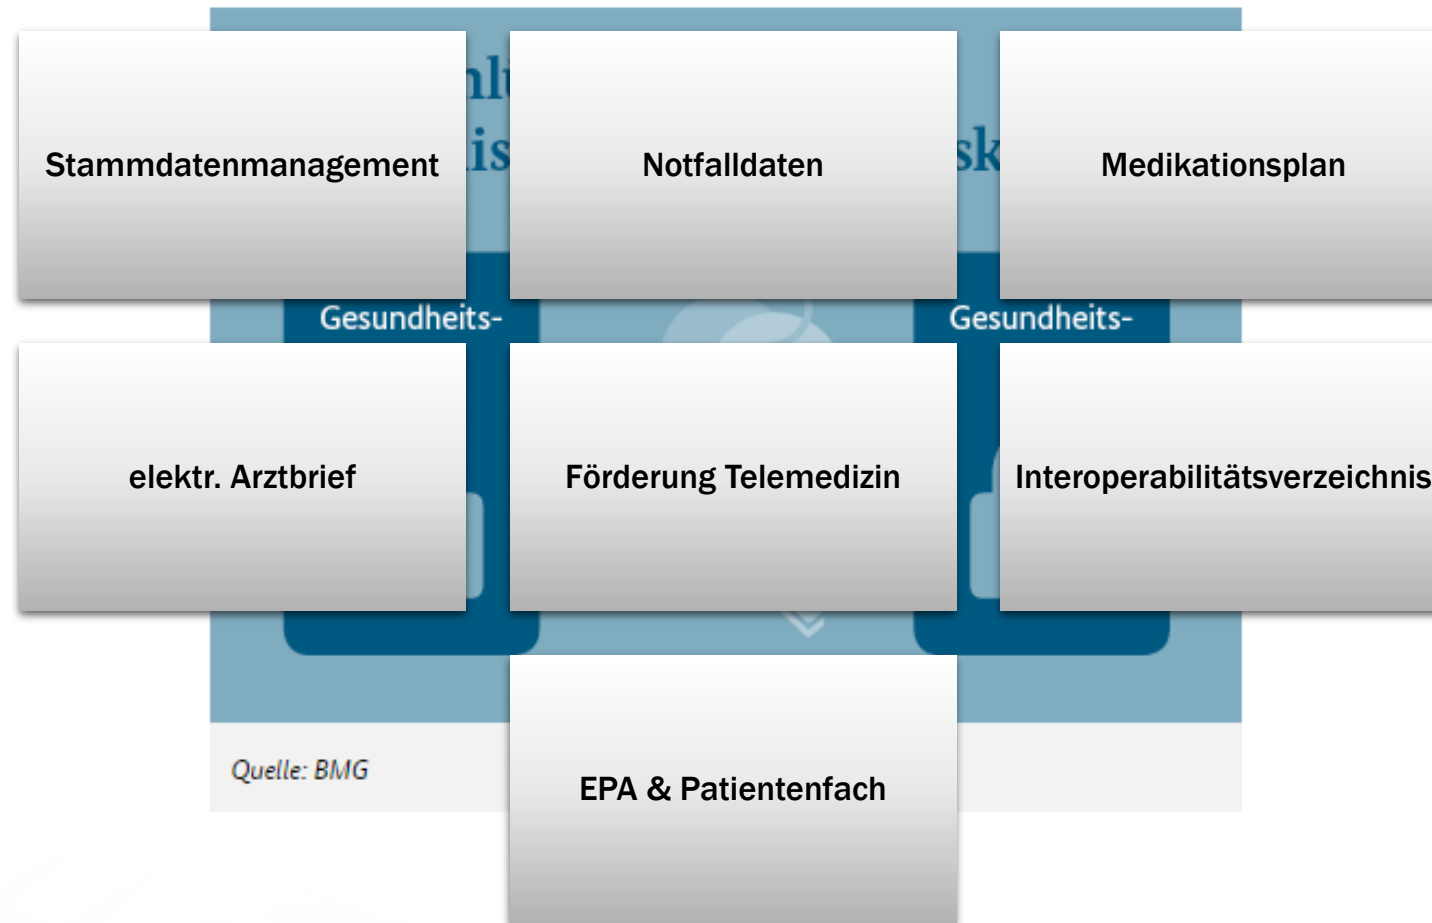 Stammdatenmanagement
Notfalldaten
Medikationsplan
Gesundheits-
Gesundheits-
elektr. Arztbrief
Förderung Telemedizin
Interoperabilitätsverzeichnis
Quelle: BMG
EPA & Patientenfach